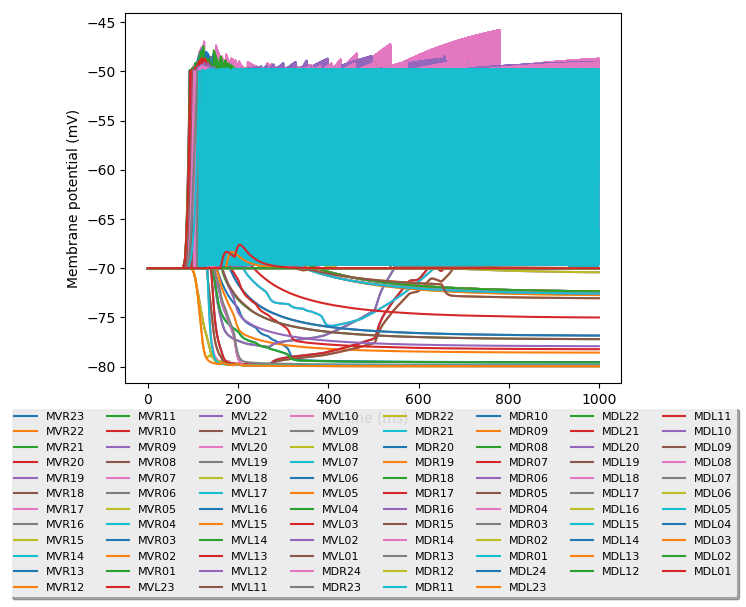 Membrane potential (mV)
−45
−50
−55
−60
−65
−70
−75
−80
0
200
400
600
800
1000
Time (ms)
MVR23
MVR22
MVR21
MVR20
MVR19
MVR18
MVR17
MVR16
MVR15
MVR14
MVR13
MVR12
MVR11
MVR10
MVR09
MVR08
MVR07
MVR06
MVR05
MVR04
MVR03
MVR02
MVR01
MVL23
MVL22
MVL21
MVL20
MVL19
MVL18
MVL17
MVL16
MVL15
MVL14
MVL13
MVL12
MVL11
MVL10
MVL09
MVL08
MVL07
MVL06
MVL05
MVL04
MVL03
MVL02
MVL01
MDR24
MDR23
MDR22
MDR21
MDR20
MDR19
MDR18
MDR17
MDR16
MDR15
MDR14
MDR13
MDR12
MDR11
MDR10
MDR09
MDR08
MDR07
MDR06
MDR05
MDR04
MDR03
MDR02
MDR01
MDL24
MDL23
MDL22
MDL21
MDL20
MDL19
MDL18
MDL17
MDL16
MDL15
MDL14
MDL13
MDL12
MDL11
MDL10
MDL09
MDL08
MDL07
MDL06
MDL05
MDL04
MDL03
MDL02
MDL01